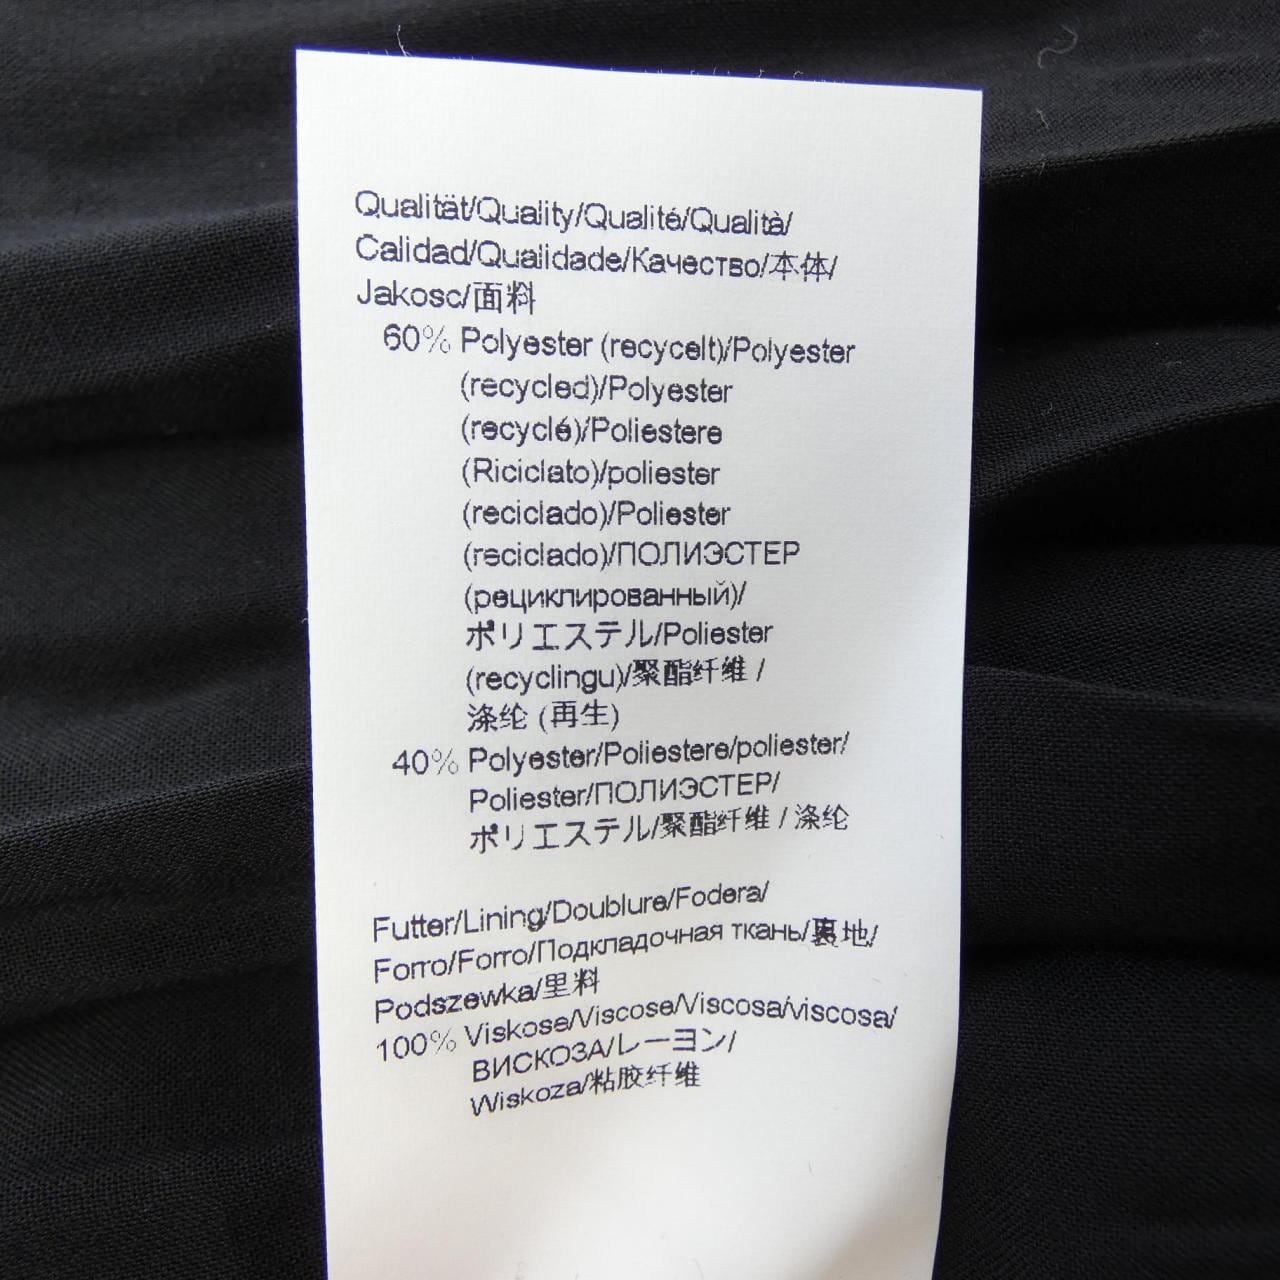 Qualität/Quality/Qualité/Qualità/
Calidad/Qualidade/Качество/本体/
Jakosc/面料
60% Polyester (recycelt)/Polyester
(recycled)/Polyester
(recyclé)/Poliestere
(Riciclato)/poliester
(reciclado)/Poliester
(reciclado)/ПОЛИЭСТЕР
(рециклированный)/
ポリエステル/Poliester
(recyclingu)/聚酯纤维 /
涤纶 (再生)
40% Polyester/Poliestere/poliester/
Poliester/ПОЛИЭСТЕР/
ポリエステル/聚酯纤维 / 涤纶
Futter/Lining/Doublure/Fodera/
Forro/Forro/Подкладочная ткань/裏地/
Podszewka/里料
100% Viskose/Viscose/Viscosa/viscosa/
ВИСКОЗА/レーヨン/
Wiskoza/粘胶纤维